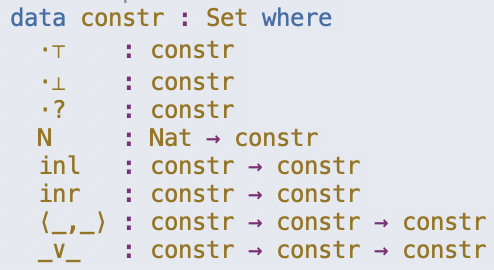 data constr : Set where
·⊤ : constr
·⊥ : constr
·? : constr
N : Nat → constr
inl : constr → constr
inr : constr → constr
⟨_,_⟩ : constr → constr → constr
_∨_ : constr → constr → constr